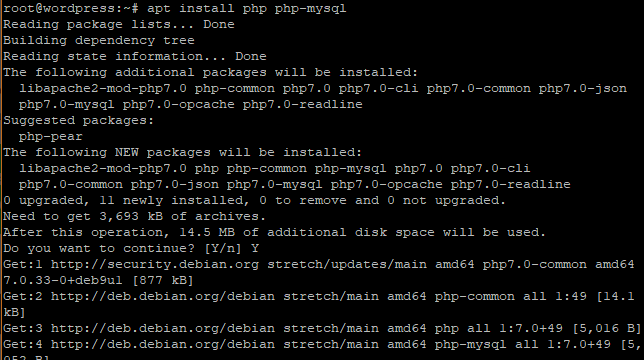 root@wordpress:~# apt install php php-mysql
Reading package lists... Done
Building dependency tree
Reading state information... Done
The following additional packages will be installed:
  libapache2-mod-php7.0 php-common php7.0 php7.0-cli php7.0-common php7.0-json
  php7.0-mysql php7.0-opcache php7.0-readline
Suggested packages:
  php-pear
The following NEW packages will be installed:
  libapache2-mod-php7.0 php php-common php-mysql php7.0 php7.0-cli
  php7.0-common php7.0-json php7.0-mysql php7.0-opcache php7.0-readline
0 upgraded, 11 newly installed, 0 to remove and 0 not upgraded.
Need to get 3,693 kB of archives.
After this operation, 14.5 MB of additional disk space will be used.
Do you want to continue? [Y/n] Y
Get:1 http://security.debian.org stretch/updates/main amd64 php7.0-common amd64
7.0.33-0+deb9u1 [877 kB]
Get:2 http://deb.debian.org/debian stretch/main amd64 php-common all 1:49 [14.1
kB]
Get:3 http://deb.debian.org/debian stretch/main amd64 php all 1:7.0+49 [5,016 B]
Get:4 http://deb.debian.org/debian stretch/main amd64 php-mysql all 1:7.0+49 [5,